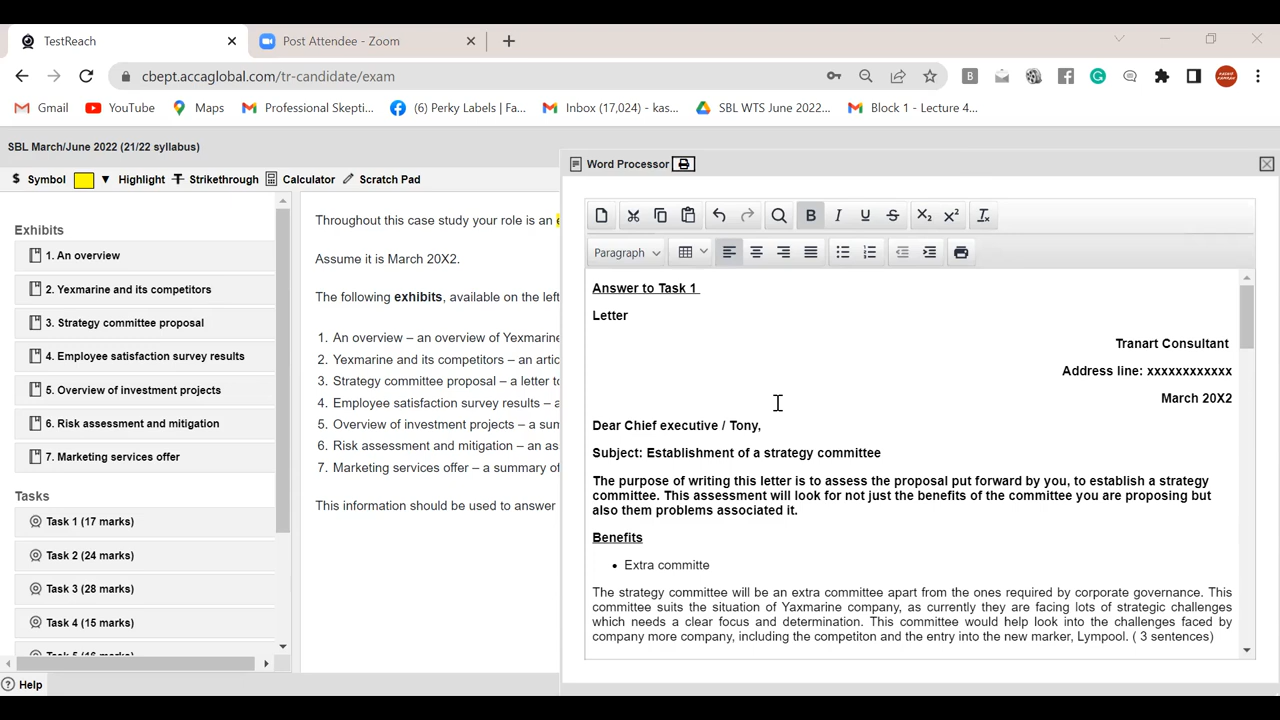 TestReach
Post Attendee - Zoom
cbept.accaglobal.com/tr-candidate/exam
Gmail
YouTube
Maps
Professional Skepti...
(6) Perky Labels | Fa...
Inbox (17,024) - kas...
SBL WTS June 2022...
Block 1 - Lecture 4...
SBL March/June 2022 (21/22 syllabus)
$ Symbol
Highlight
Strikethrough
Calculator
Scratch Pad
Exhibits
1. An overview
2. Yexmarine and its competitors
3. Strategy committee proposal
4. Employee satisfaction survey results
5. Overview of investment projects
6. Risk assessment and mitigation
7. Marketing services offer
Tasks
Task 1 (17 marks)
Task 2 (24 marks)
Task 3 (28 marks)
Task 4 (15 marks)
Help
Throughout this case study your role is an
Assume it is March 20X2.
The following exhibits, available on the left
1. An overview – an overview of Yexmarine
2. Yexmarine and its competitors – an artic
3. Strategy committee proposal – a letter to
4. Employee satisfaction survey results –
5. Overview of investment projects – a sum
6. Risk assessment and mitigation – an as
7. Marketing services offer – a summary of
This information should be used to answer
Word Processor
B I U S X2 X2 Tx
Paragraph
Answer to Task 1
Letter
Tranart Consultant
Address line: xxxxxxxxxxxx
March 20X2
Dear Chief executive / Tony,
Subject: Establishment of a strategy committee
The purpose of writing this letter is to assess the proposal put forward by you, to establish a strategy
committee. This assessment will look for not just the benefits of the committee you are proposing but
also them problems associated it.
Benefits
• Extra committe
The strategy committee will be an extra committee apart from the ones required by corporate governance. This
committee suits the situation of Yaxmarine company, as currently they are facing lots of strategic challenges
which needs a clear focus and determination. This committee would help look into the challenges faced by
company more company, including the competiton and the entry into the new marker, Lympool. ( 3 sentences)